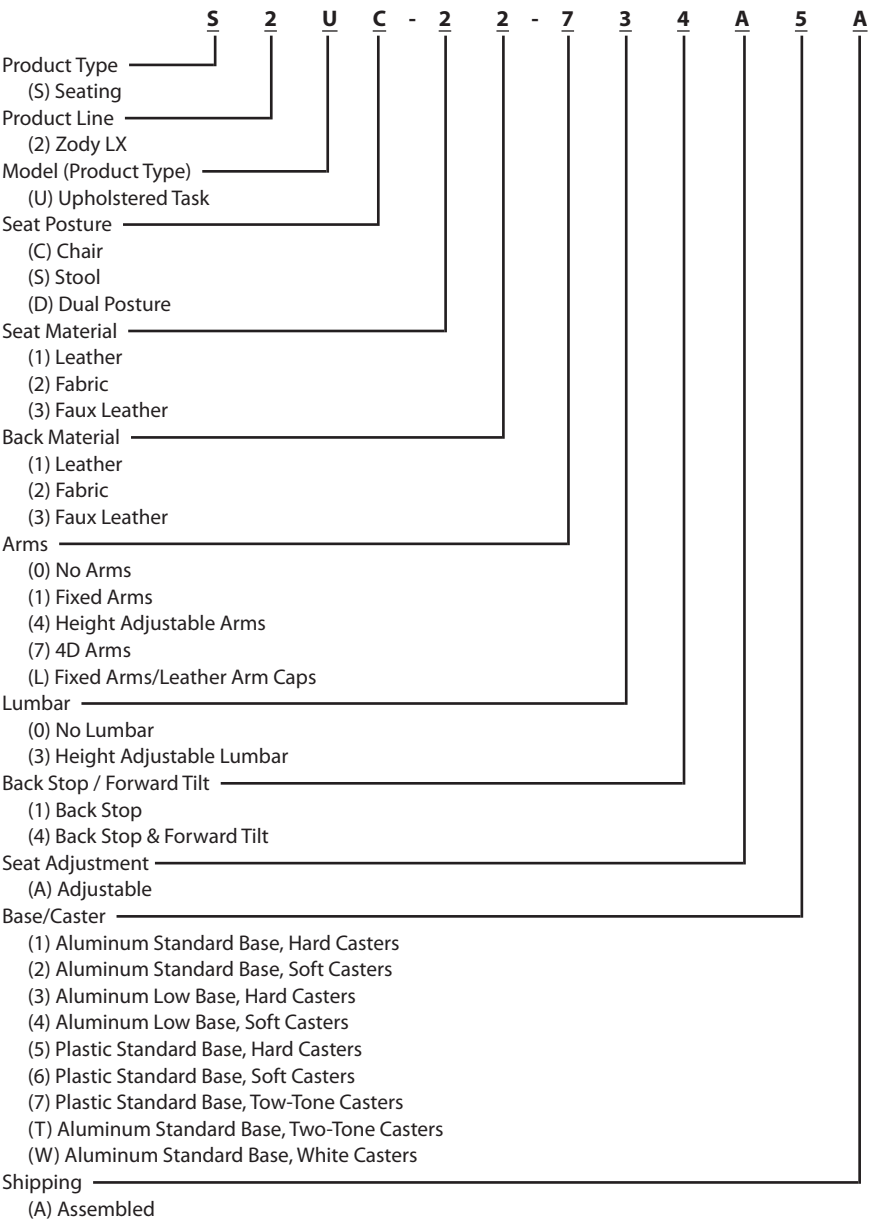 S 2 U C - 2 2 - 7 3 4 A 5 A
Product Type
(S) Seating
Product Line
(2) Zody LX
Model (Product Type)
(U) Upholstered Task
Seat Posture
(C) Chair
(S) Stool
(D) Dual Posture
Seat Material
(1) Leather
(2) Fabric
(3) Faux Leather
Back Material
(1) Leather
(2) Fabric
(3) Faux Leather
Arms
(0) No Arms
(1) Fixed Arms
(4) Height Adjustable Arms
(7) 4D Arms
(L) Fixed Arms/Leather Arm Caps
Lumbar
(0) No Lumbar
(3) Height Adjustable Lumbar
Back Stop / Forward Tilt
(1) Back Stop
(4) Back Stop & Forward Tilt
Seat Adjustment
(A) Adjustable
Base/Caster
(1) Aluminum Standard Base, Hard Casters
(2) Aluminum Standard Base, Soft Casters
(3) Aluminum Low Base, Hard Casters
(4) Aluminum Low Base, Soft Casters
(5) Plastic Standard Base, Hard Casters
(6) Plastic Standard Base, Soft Casters
(7) Plastic Standard Base, Tow-Tone Casters
(T) Aluminum Standard Base, Two-Tone Casters
(W) Aluminum Standard Base, White Casters
Shipping
(A) Assembled